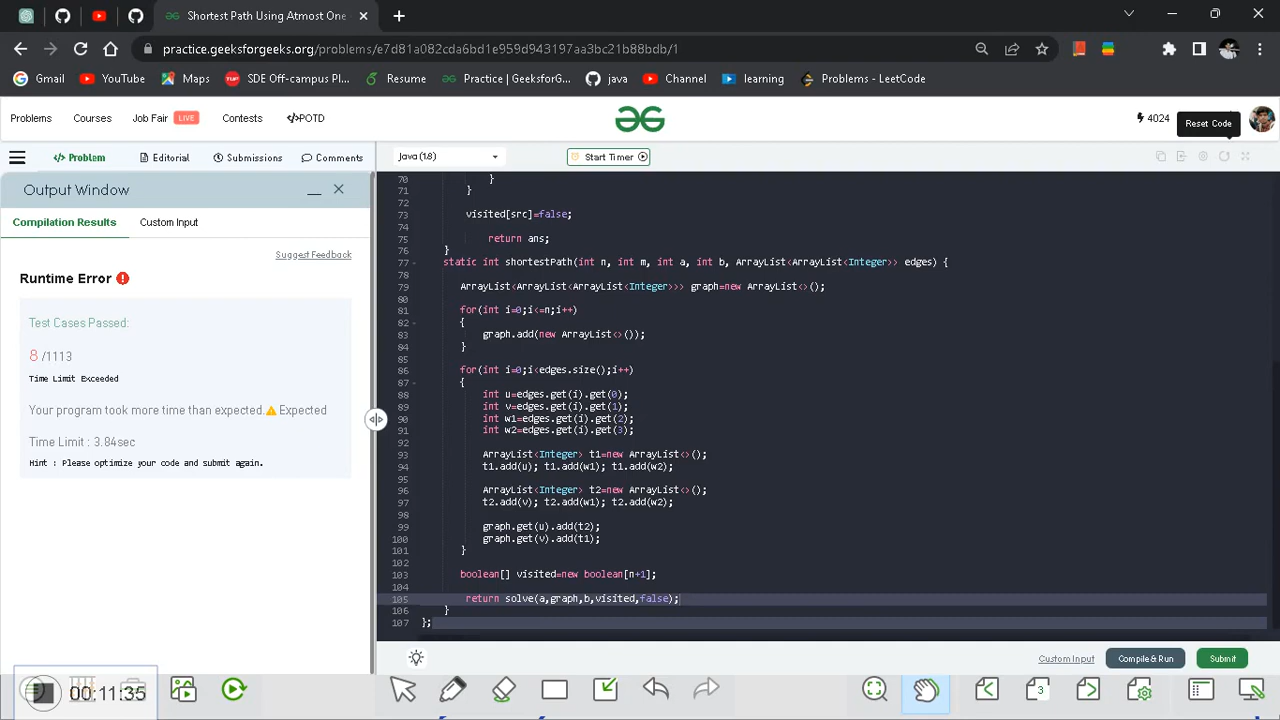 Shortest Path Using Atmost One
practice.geeksforgeeks.org/problems/e7d81a082cda6bd1e959d943197aa3bc21b88bdb/1
Gmail YouTube Maps SDE Off-campus Pl... Resume Practice | GeeksforG... java Channel learning Problems - LeetCode
Problems Courses Job Fair LIVE Contests </>POTD 4024 Reset Code
</> Problem Editorial Submissions Comments Java (1.8) Start Timer
Output Window
Compilation Results Custom Input
Suggest Feedback
Runtime Error
Test Cases Passed:
8 /1113
Time Limit Exceeded
Your program took more time than expected. Expected
Time Limit : 3.84sec
Hint : Please optimize your code and submit again.
70 }
71 }
72
73 visited[src]=false;
74
75 return ans;
76 }
77 static int shortestPath(int n, int m, int a, int b, ArrayList<ArrayList<Integer>> edges) {
78
79 ArrayList<ArrayList<ArrayList<Integer>>> graph=new ArrayList<>();
80
81 for(int i=0;i<=n;i++)
82 {
83 graph.add(new ArrayList<>());
84 }
85
86 for(int i=0;i<edges.size();i++)
87 {
88 int u=edges.get(i).get(0);
89 int v=edges.get(i).get(1);
90 int w1=edges.get(i).get(2);
91 int w2=edges.get(i).get(3);
92
93 ArrayList<Integer> t1=new ArrayList<>();
94 t1.add(u); t1.add(w1); t1.add(w2);
95
96 ArrayList<Integer> t2=new ArrayList<>();
97 t2.add(v); t2.add(w1); t2.add(w2);
98
99 graph.get(u).add(t2);
100 graph.get(v).add(t1);
101 }
102
103 boolean[] visited=new boolean[n+1];
104
105 return solve(a,graph,b,visited,false);
106 }
107 };
Custom Input Compile & Run Submit
00:11:35
3